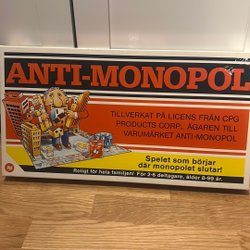 ANTI-MONOPOL
TILLVERKAT PÅ LICENS FRÅN CPG
PRODUCTS CORP., ÄGAREN TILL
VARUMÄRKET ANTI-MONOPOL
Spelet som börjar
där monopolet slutar!
Roligt för hela familjen! För 2-6 deltagare, ålder 8-99 år.